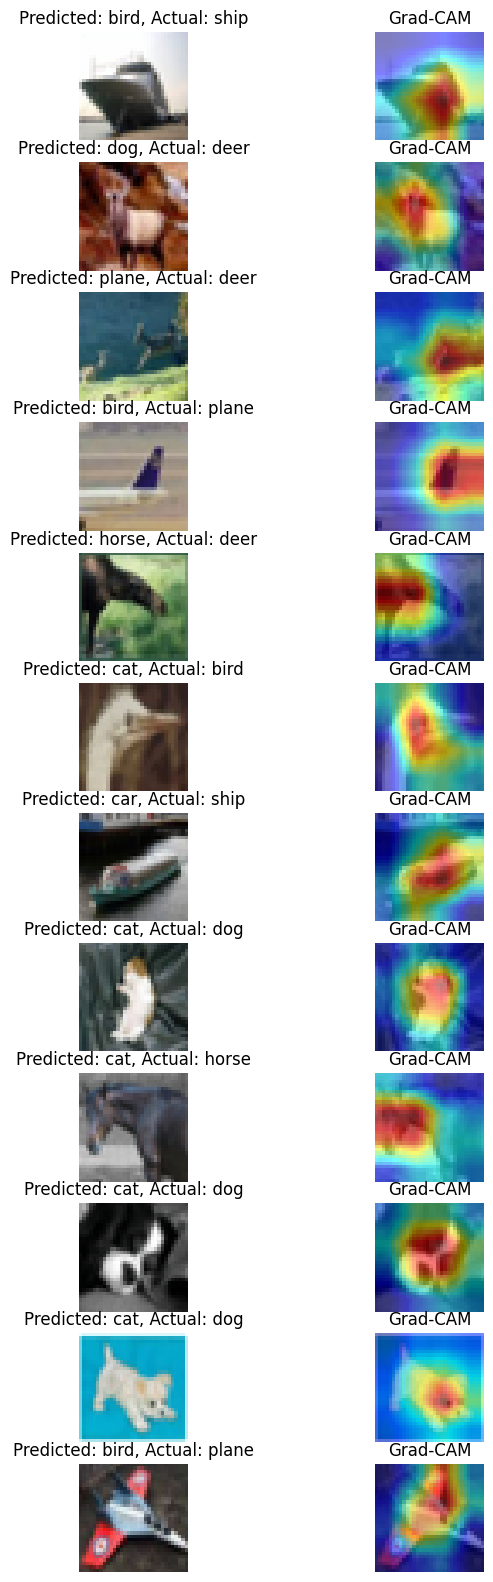 Predicted: bird, Actual: ship Grad-CAM
Predicted: dog, Actual: deer Grad-CAM
Predicted: plane, Actual: deer Grad-CAM
Predicted: bird, Actual: plane Grad-CAM
Predicted: horse, Actual: deer Grad-CAM
Predicted: cat, Actual: bird Grad-CAM
Predicted: car, Actual: ship Grad-CAM
Predicted: cat, Actual: dog Grad-CAM
Predicted: cat, Actual: horse Grad-CAM
Predicted: cat, Actual: dog Grad-CAM
Predicted: cat, Actual: dog Grad-CAM
Predicted: bird, Actual: plane Grad-CAM